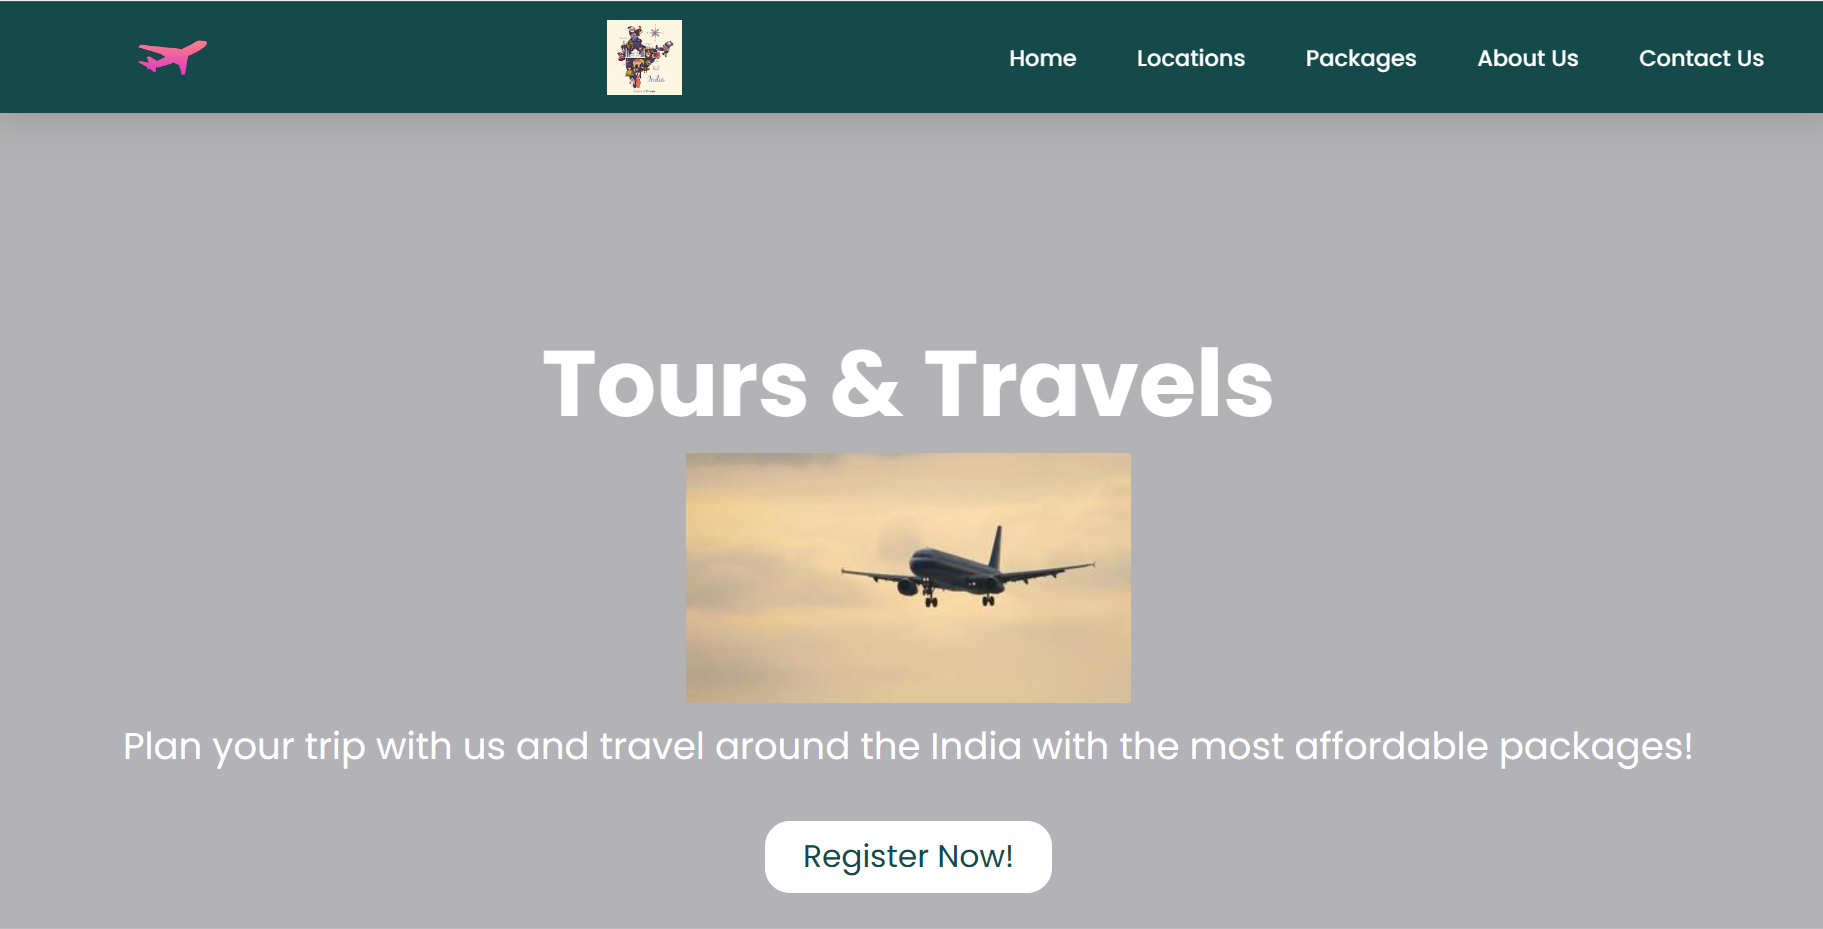 India
Home
Locations
Packages
About Us
Contact Us
Tours & Travels
Plan your trip with us and travel around the India with the most affordable packages!
Register Now!